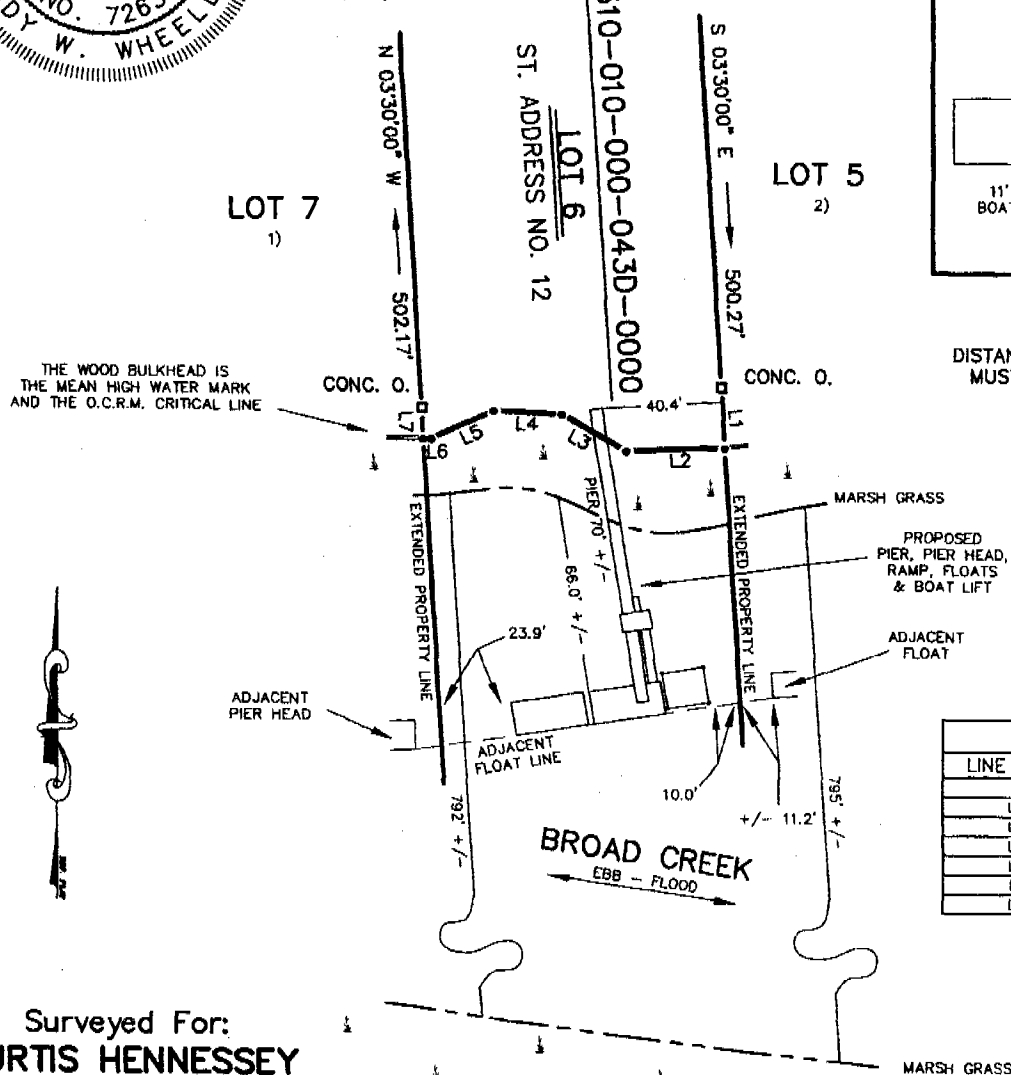 NO. 7263
DY W. WHEEL
N 03°30'00" W
502.17'
ST. ADDRESS NO. 12
LOT 6
510-010-000-043D-0000
S 03°30'00" E
500.27'
LOT 7
1)
LOT 5
2)
11'
BOAT
DISTAN
MUST
THE WOOD BULKHEAD IS
THE MEAN HIGH WATER MARK
AND THE O.C.R.M. CRITICAL LINE
CONC. O.
CONC. O.
40.4'
L7
L6
L5
L4
L3
L2
L1
MARSH GRASS
PROPOSED
PIER, PIER HEAD,
RAMP, FLOATS
& BOAT LIFT
EXTENDED PROPERTY LINE
PIER 70' +/-
66.0' +/-
EXTENDED PROPERTY LINE
23.9'
ADJACENT
FLOAT
ADJACENT
PIER HEAD
ADJACENT
FLOAT LINE
10.0'
+/- 11.2'
792' +/-
795' +/-
LINE
BROAD CREEK
EBB - FLOOD
Surveyed For:
URTIS HENNESSEY
MARSH GRASS